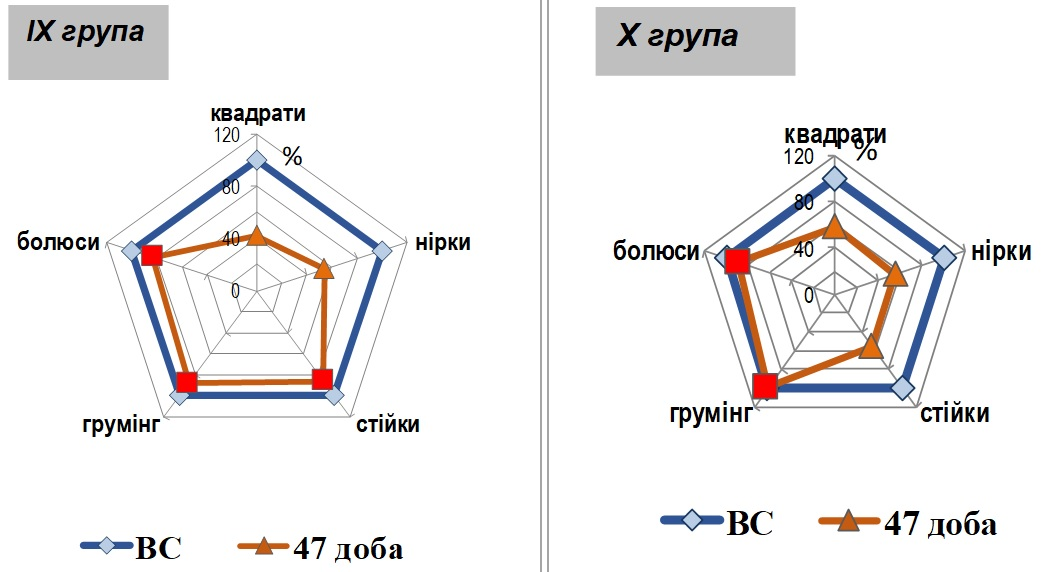 IX група
квадрати
120
%
80
40
0
болюси
нірки
грумінг
стійки
ВС
47 доба
X група
квадрати
120
%
80
40
0
болюси
нірки
грумінг
стійки
ВС
47 доба